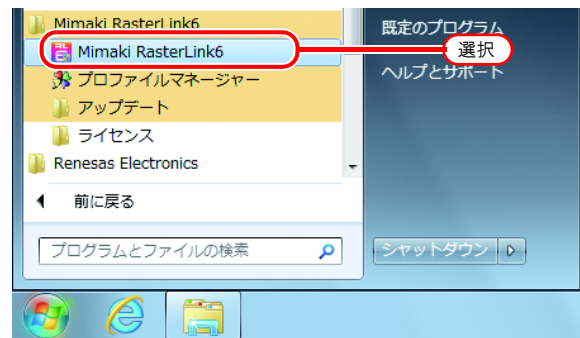 Mimaki RasterLink6
Mimaki RasterLink6
プロファイルマネージャー
アップデート
ライセンス
Renesas Electronics
前に戻る
プログラムとファイルの検索
既定のプログラム
選択
ヘルプとサポート
シャットダウン